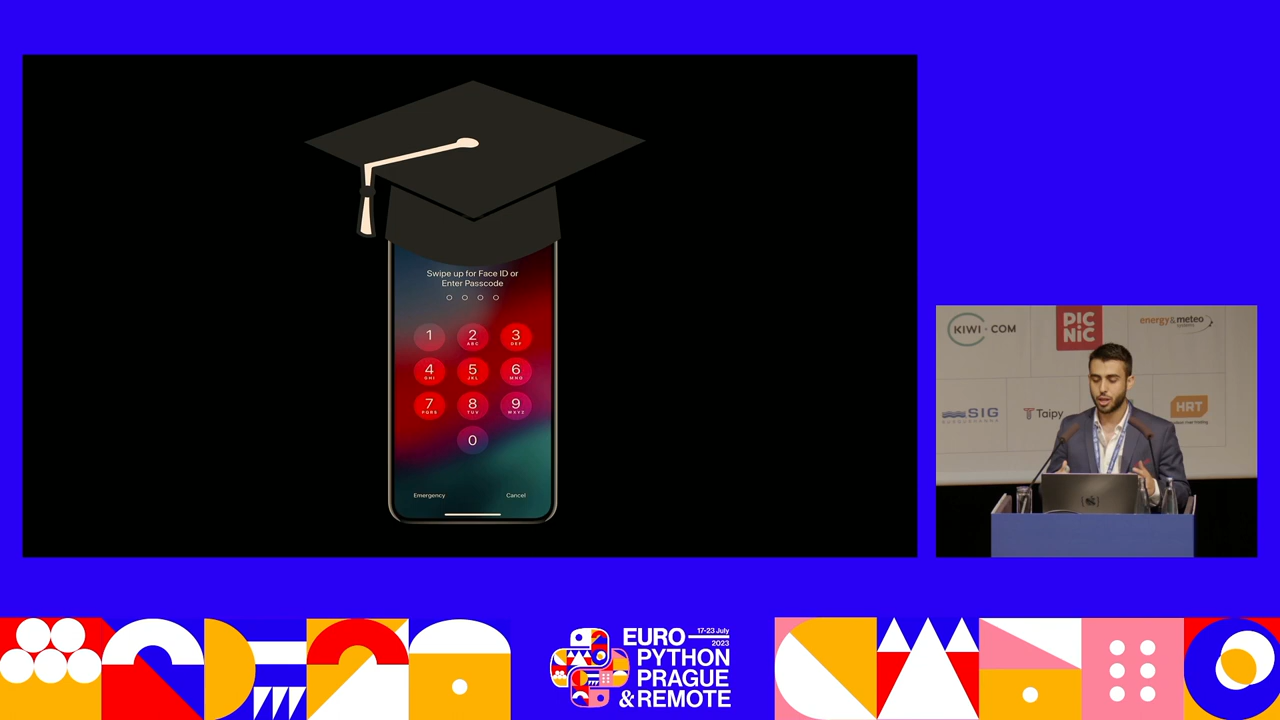 Swipe up for Face ID or
Enter Passcode
1
2
ABC
3
DEF
4
GHI
5
JKL
6
MNO
7
PQRS
8
TUV
9
WXYZ
0
Emergency
Cancel
KIWI.COM
PIC
NIC
energy & meteo
systems
SIG
Taipy
HRT
EURO
17-23 July
2023
PYTHON
PRAGUE
& REMOTE